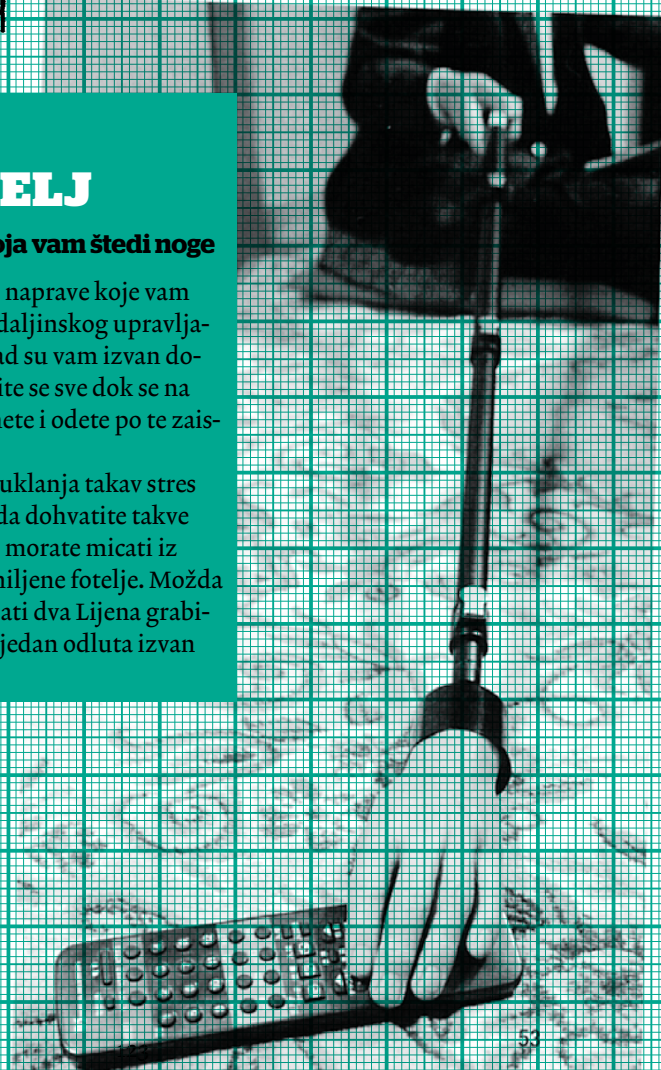 ELJ
oja vam štedi noge
naprave koje vam
daljinskog upravlja-
ad su vam izvan do-
ite se sve dok se na
nete i odete po te zais-
uklanja takav stres
da dohvatite takve
morate micati iz
miljene fotelje. Možda
ati dva Lijena grabi-
jedan odluta izvan
123
53